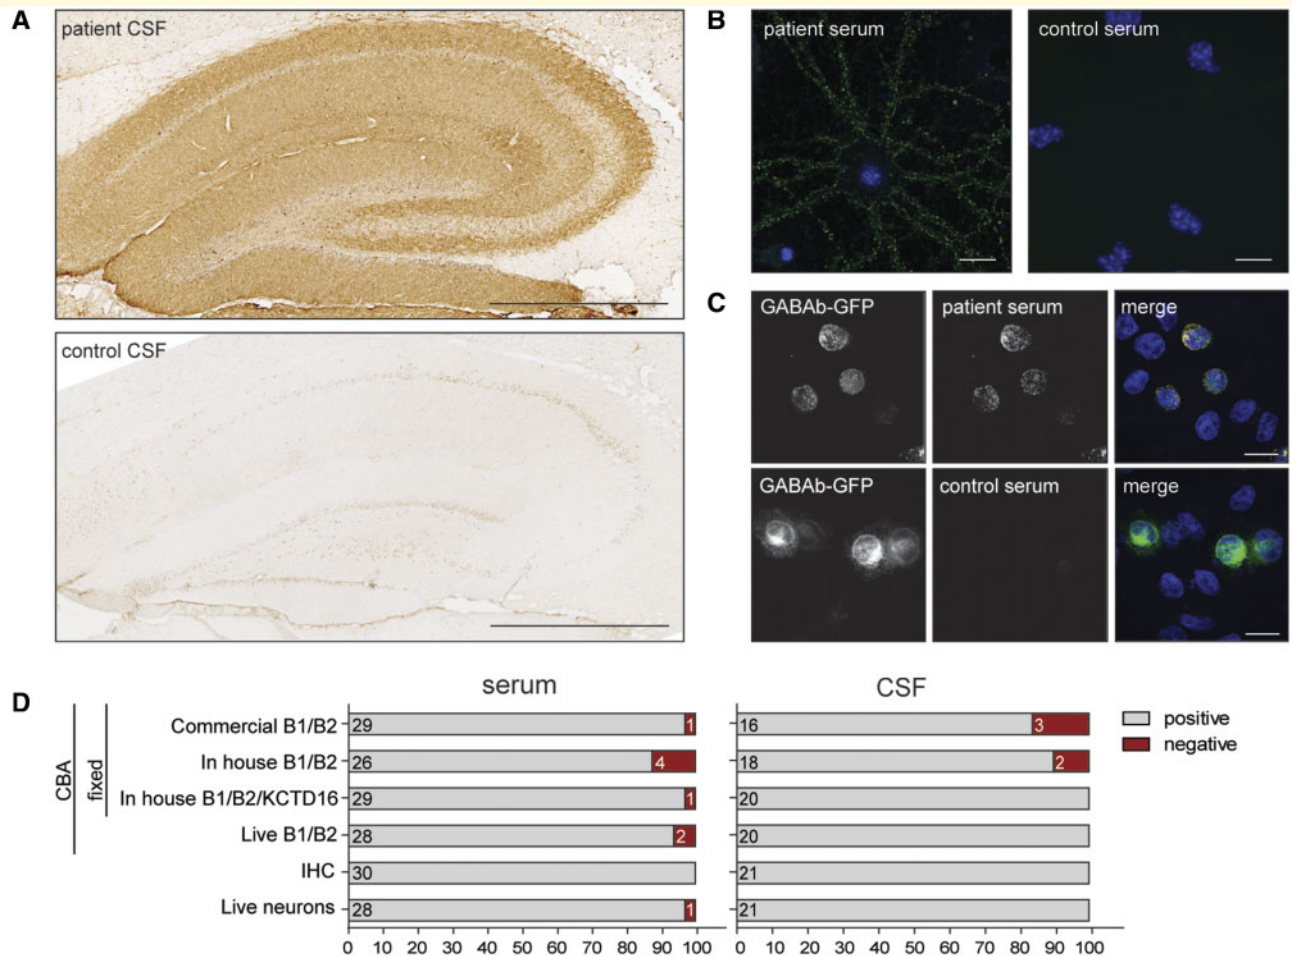 A
patient CSF
control CSF
B
patient serum
control serum
C
GABAb-GFP
patient serum
merge
GABAb-GFP
control serum
merge
D
serum
CSF
positive
negative
CBA
fixed
Commercial B1/B2
29
1
16
3
In house B1/B2
26
4
18
2
In house B1/B2/KCTD16
29
1
20
Live B1/B2
28
2
20
IHC
30
21
Live neurons
28
1
21
0 10 20 30 40 50 60 70 80 90 100
0 10 20 30 40 50 60 70 80 90 100